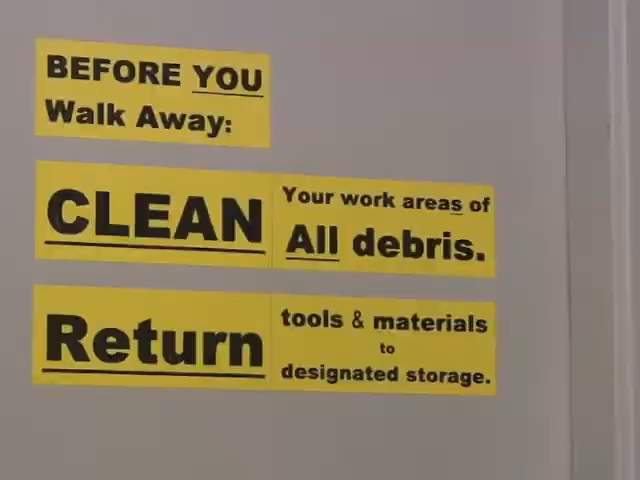 BEFORE YOU
Walk Away:
CLEAN Your work areas of
All debris.
Return tools & materials
to
designated storage.